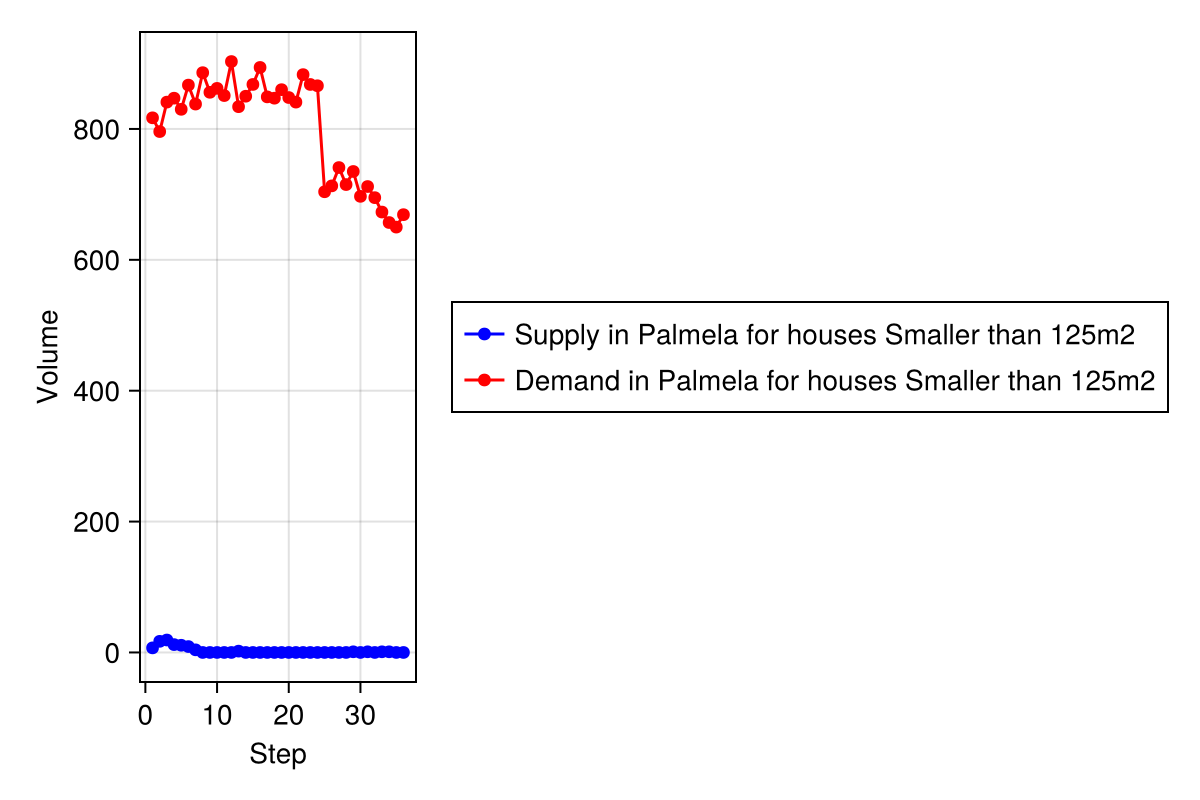 Volume
800
600
400
200
0
0 10 20 30
Step
Supply in Palmela for houses Smaller than 125m2
Demand in Palmela for houses Smaller than 125m2